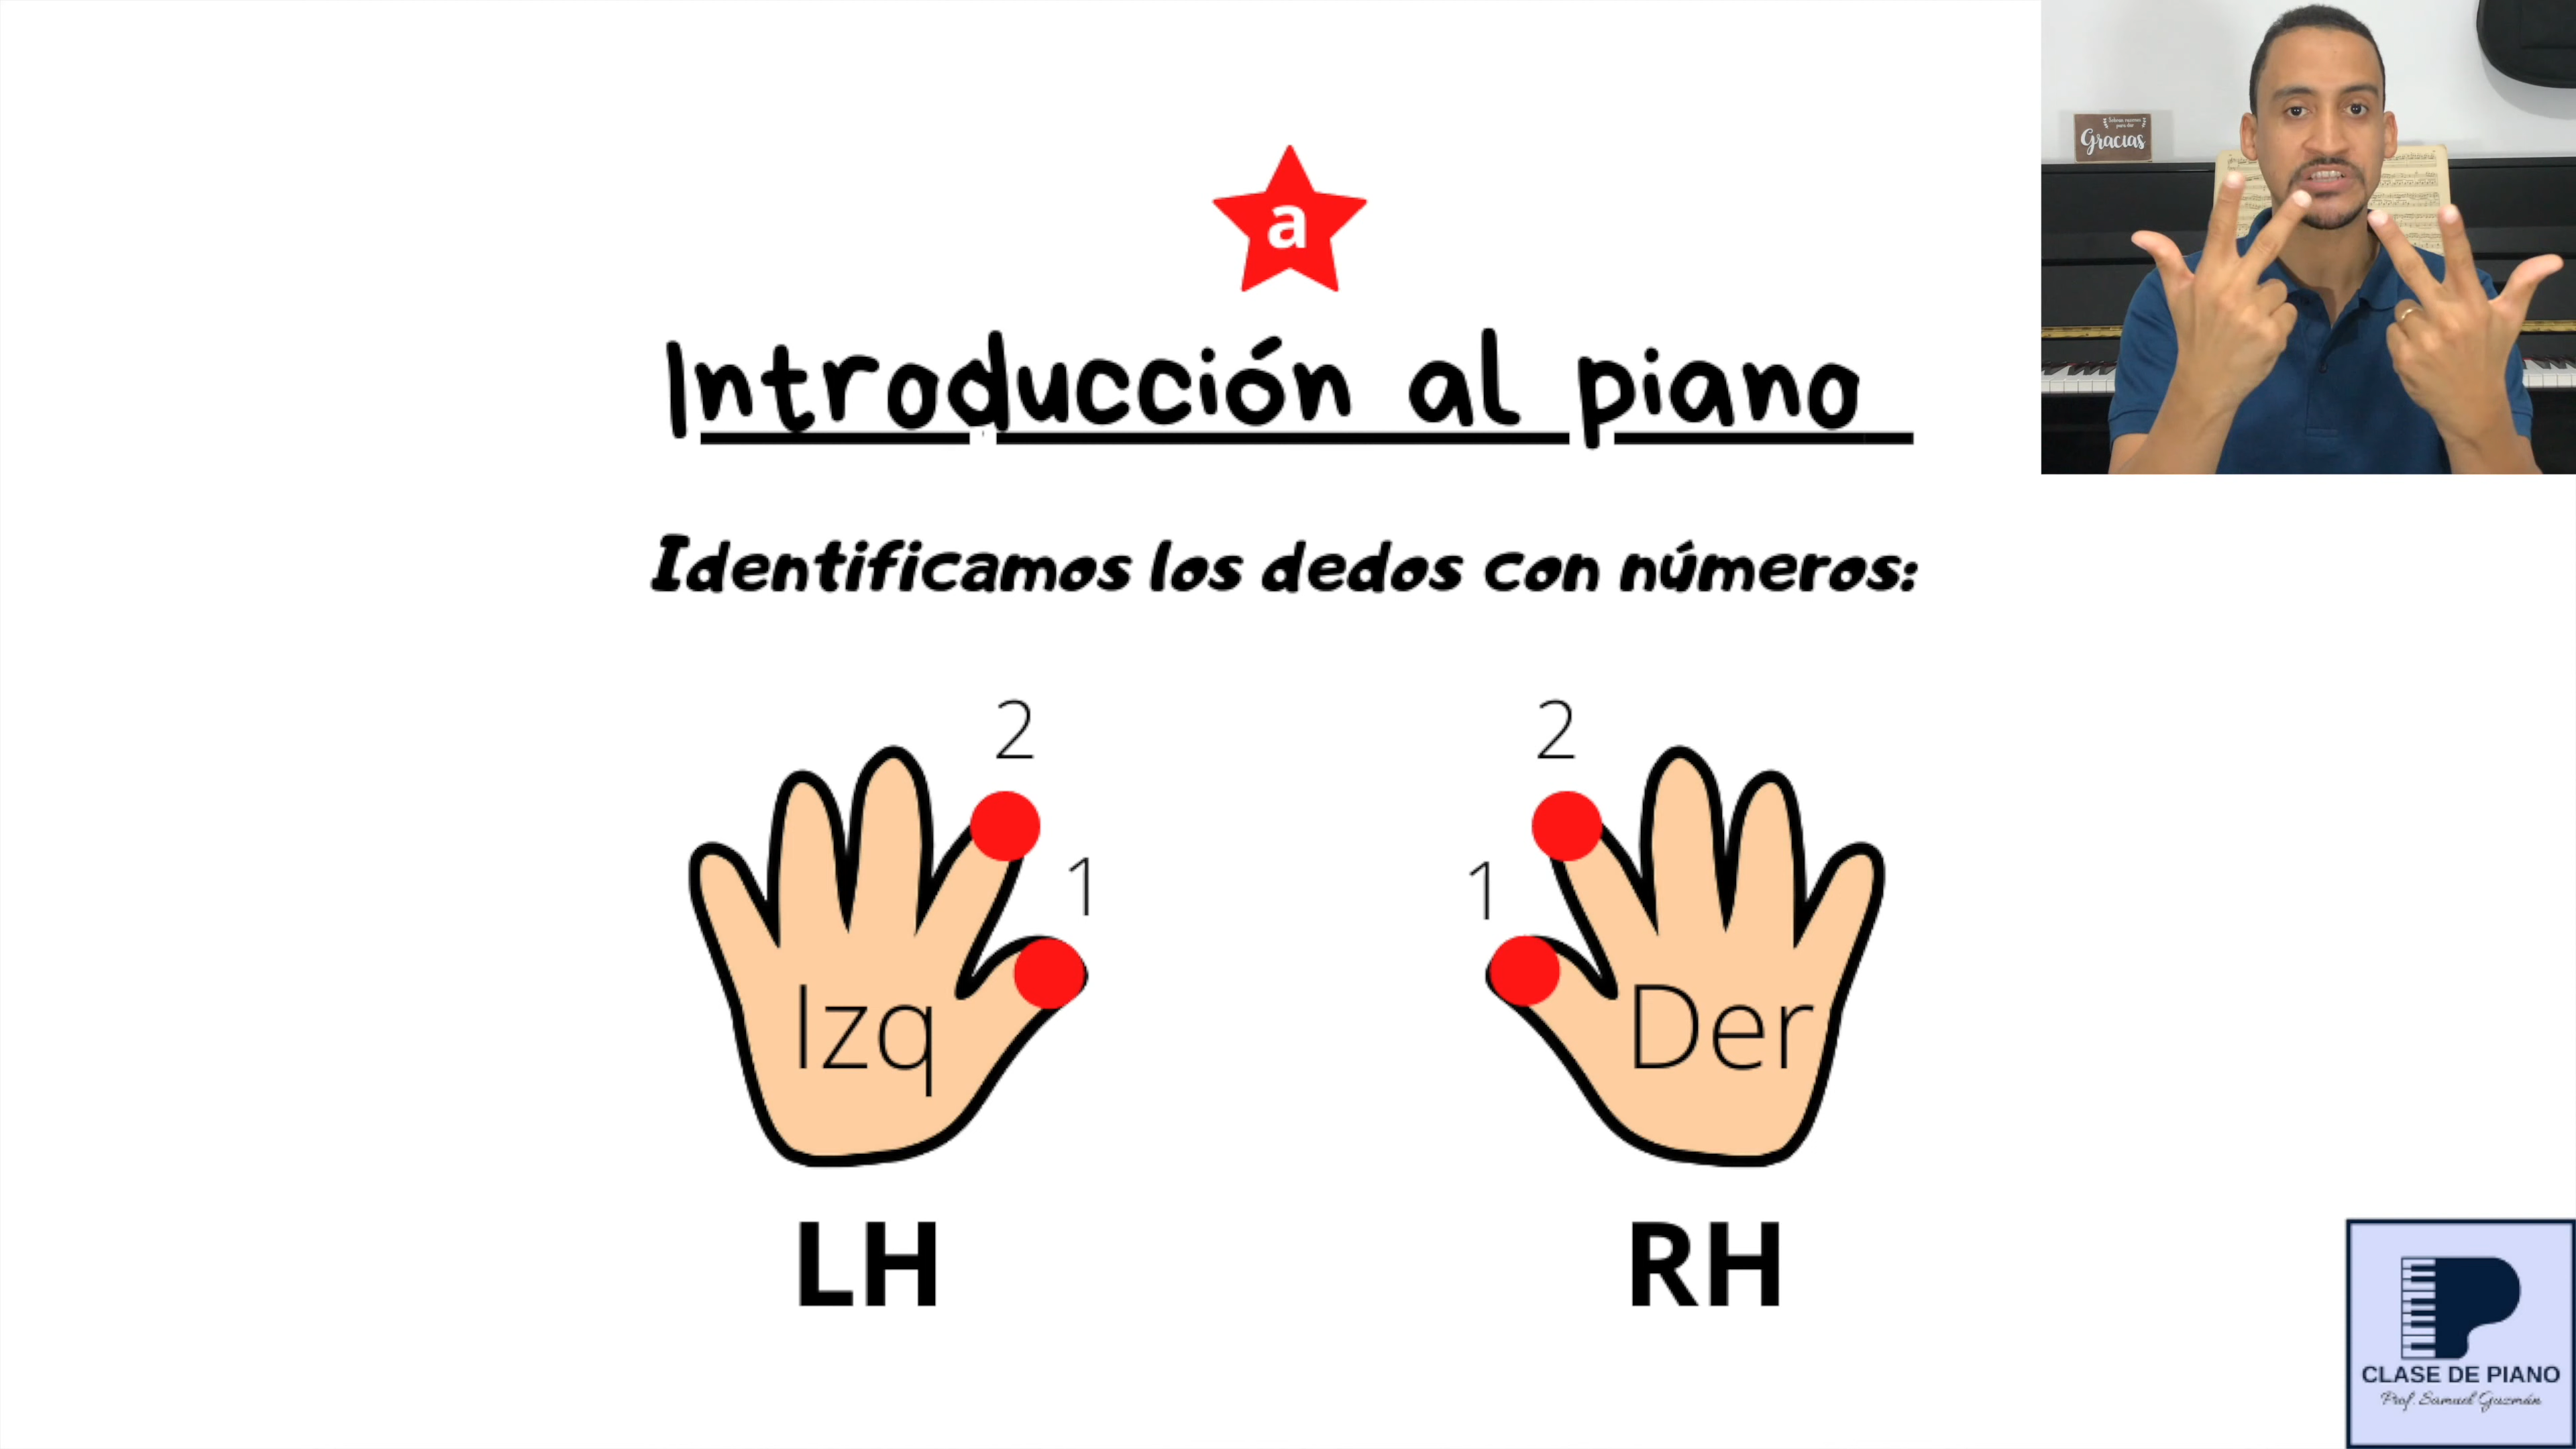 a
Introducción al piano
Identificamos los dedos con números:
2
1
2
1
Izq
Der
LH
RH
Gracias
CLASE DE PIANO
Prof. Samuel Guzmán